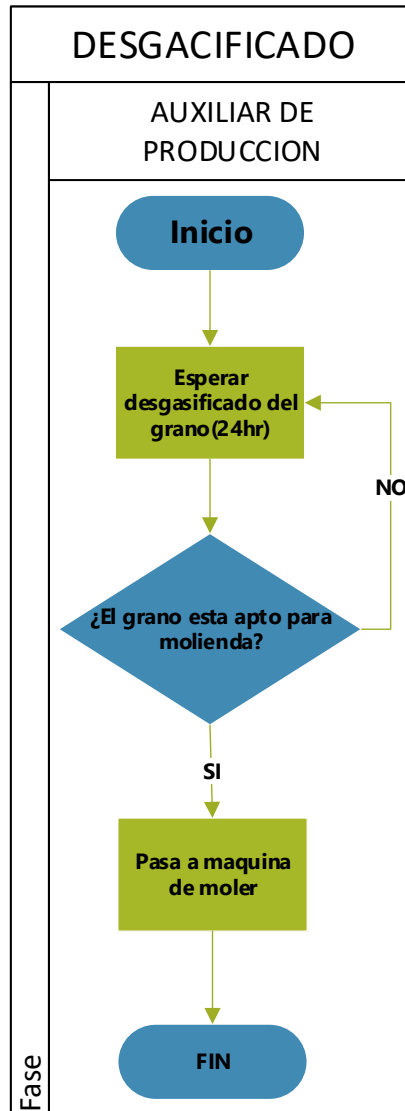 DESGACIFICADO
AUXILIAR DE
PRODUCCION
Inicio
Esperar
desgasificado del
grano(24hr)
NO
¿El grano esta apto para
molienda?
SI
Pasa a maquina
de moler
FIN
Fase